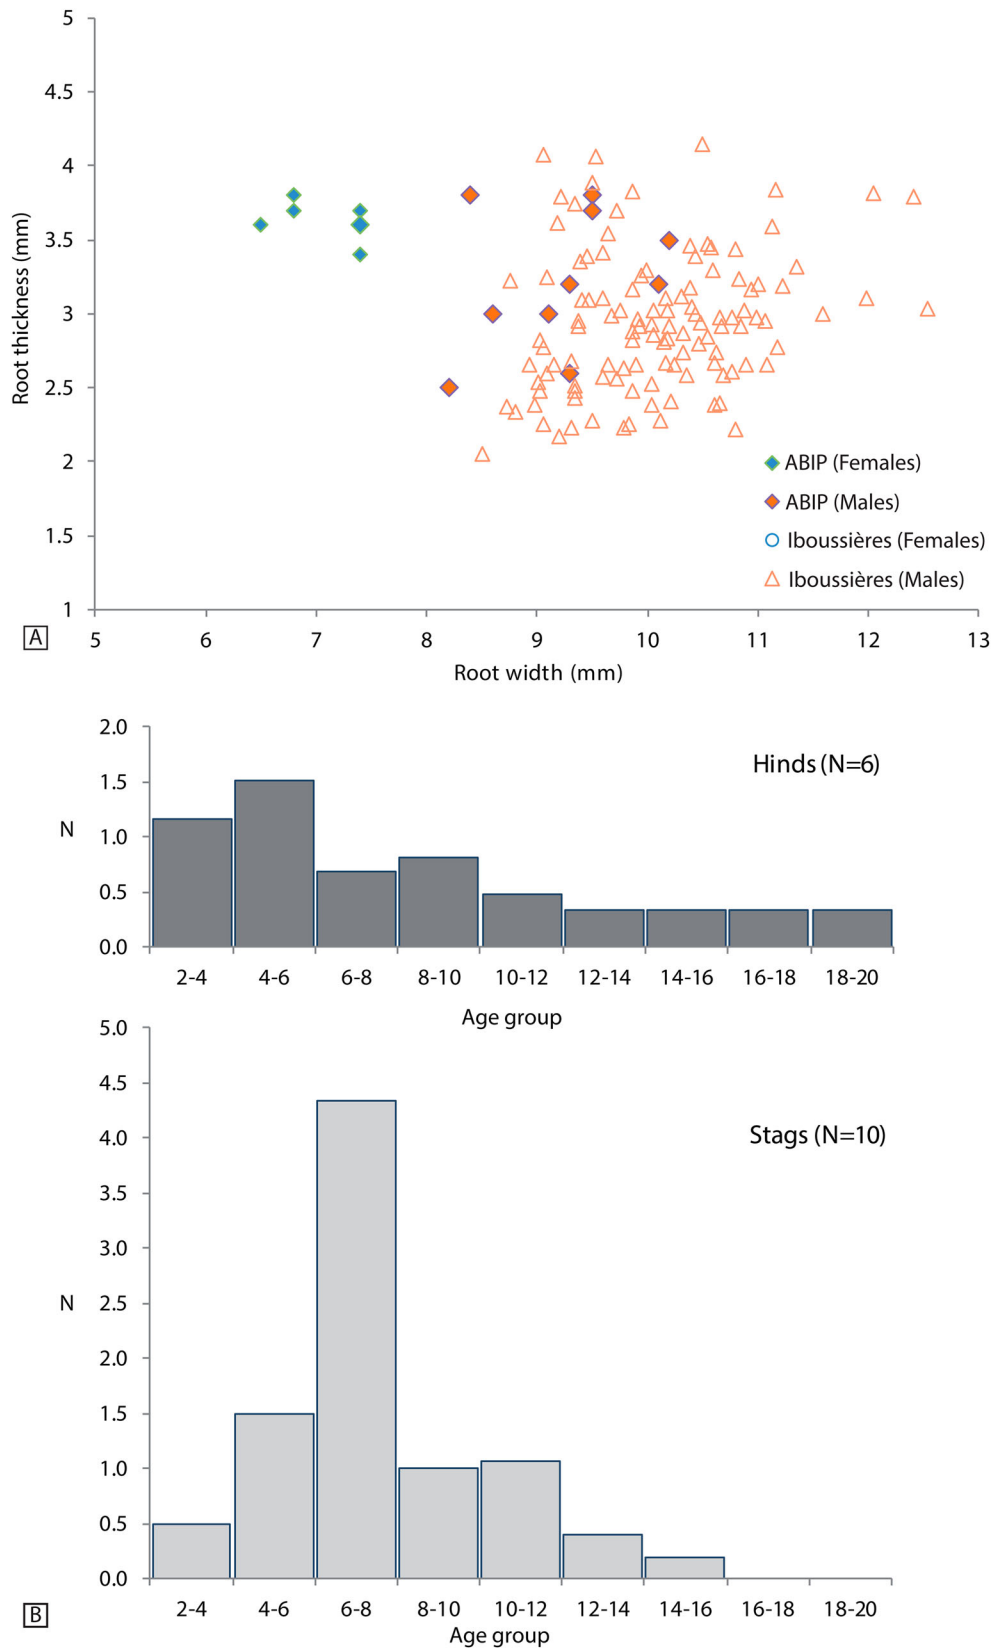 5
4.5
4
3.5
3
2.5
2
1.5
1
Root thickness (mm)
ABIP (Females)
ABIP (Males)
Iboussières (Females)
Iboussières (Males)
5 6 7 8 9 10 11 12 13
A
Root width (mm)
2.0
1.5
1.0
0.5
0.0
N
Hinds (N=6)
2-4 4-6 6-8 8-10 10-12 12-14 14-16 16-18 18-20
Age group
5.0
4.5
4.0
3.5
3.0
2.5
2.0
1.5
1.0
0.5
0.0
N
Stags (N=10)
2-4 4-6 6-8 8-10 10-12 12-14 14-16 16-18 18-20
B
Age group